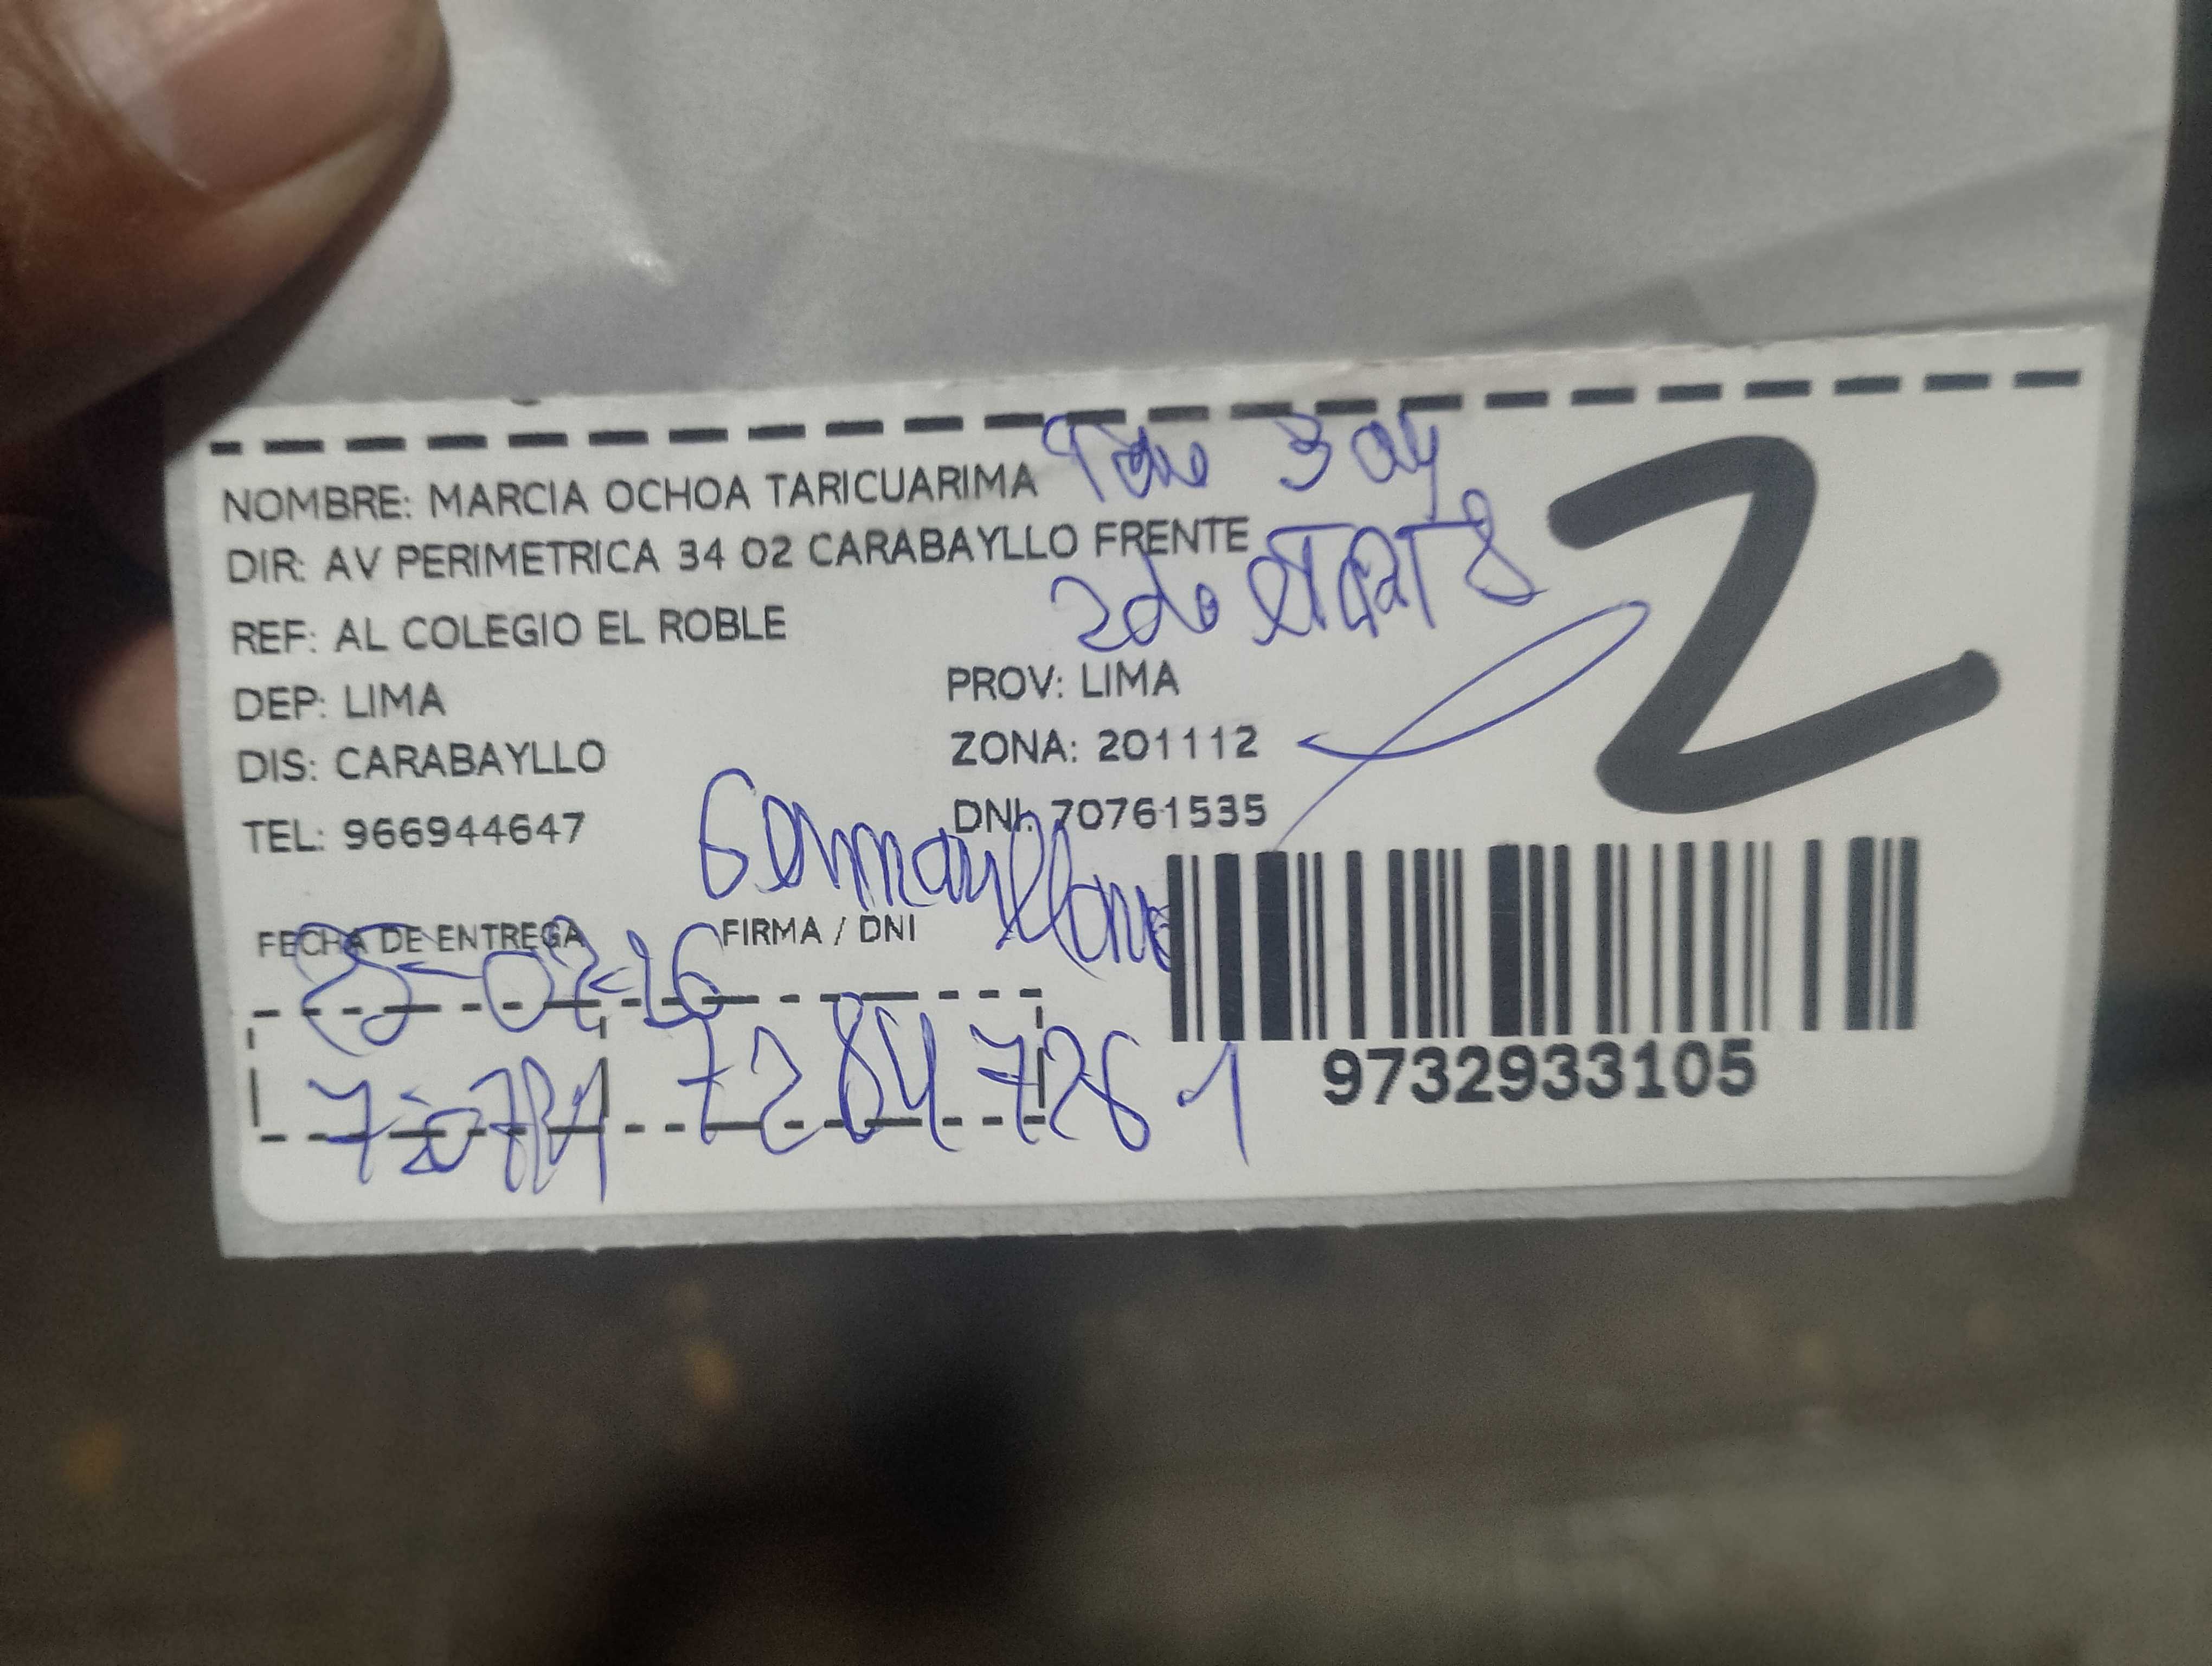 NOMBRE: MARCIA OCHOA TARICUARIMA
DIR: AV PERIMETRICA 34 02 CARABAYLLO FRENTE
REF: AL COLEGIO EL ROBLE
2do
Z
DEP: LIMA PROV: LIMA
DIS: CARABAYLLO ZONA: 201112
TEL: 966944647 DNI: 70761535
FECHA DE ENTREGA FIRMA / DNI
9732933105